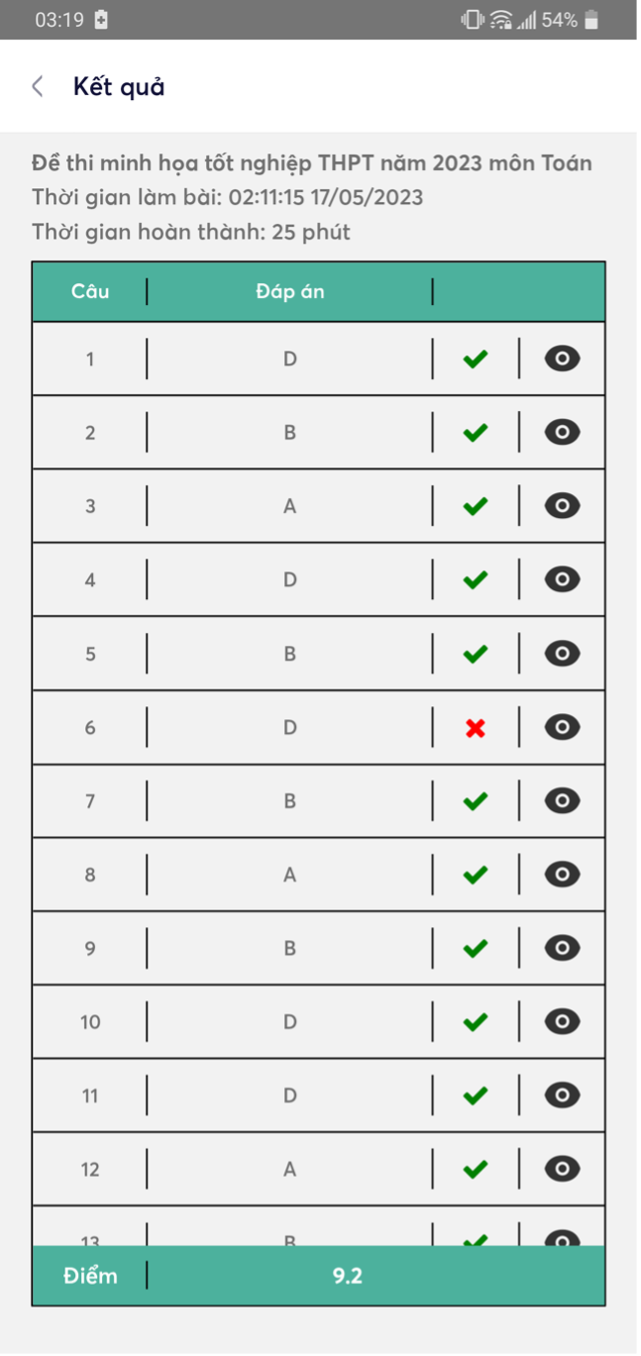 03:19 54%
Kết quả
Đề thi minh họa tốt nghiệp THPT năm 2023 môn Toán
Thời gian làm bài: 02:11:15 17/05/2023
Thời gian hoàn thành: 25 phút
Câu Đáp án
1 D
2 B
3 A
4 D
5 B
6 D
7 B
8 A
9 B
10 D
11 D
12 A
13 B
Điểm 9.2